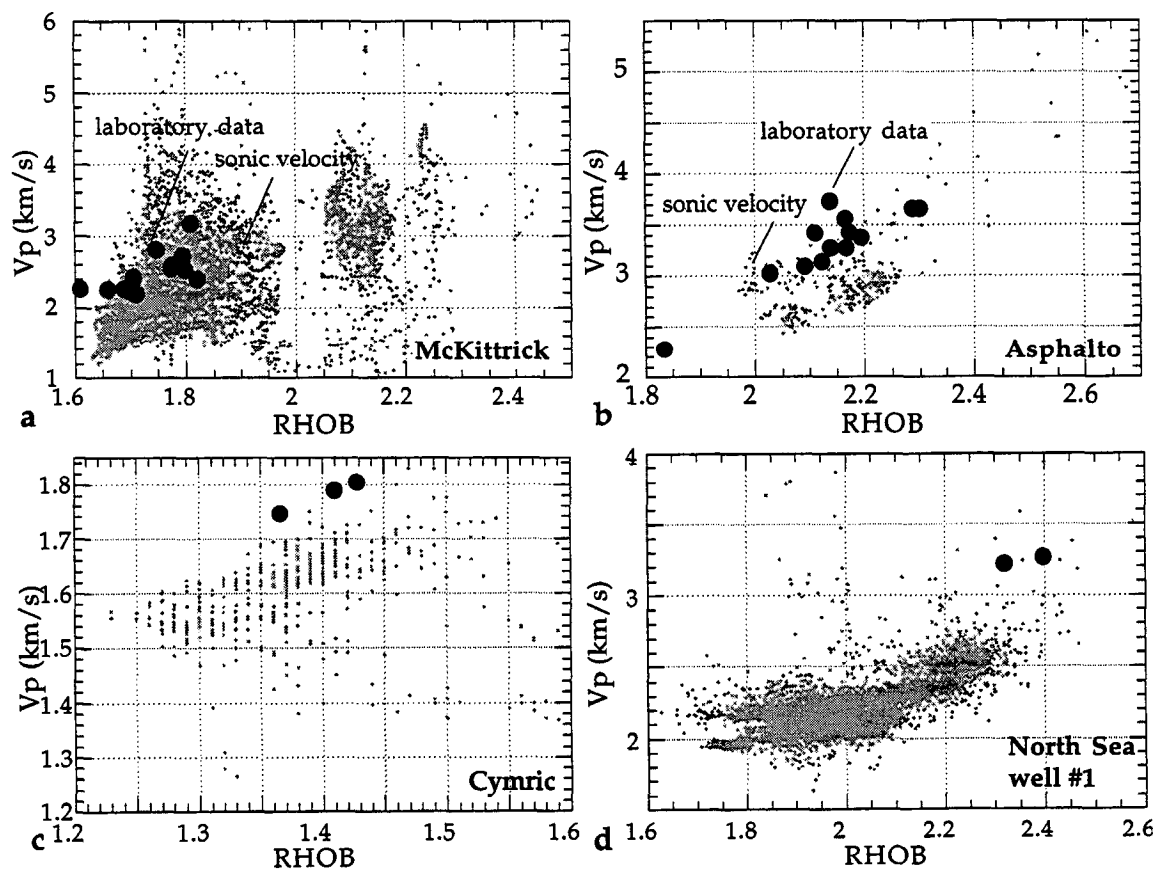 Vp (km/s)
6
5
4
3
2
1
laboratory data
sonic velocity
McKittrick
1.6
1.8
2
2.2
2.4
a
RHOB
Vp (km/s)
5
4
3
2
laboratory data
sonic velocity
Asphalto
1.8
2
2.2
2.4
2.6
b
RHOB
Vp (km/s)
1.8
1.7
1.6
1.5
1.4
1.3
1.2
Cymric
1.2
1.3
1.4
1.5
1.6
c
RHOB
Vp (km/s)
4
3
2
North Sea
well #1
1.8
2
2.2
2.4
2.6
d
RHOB